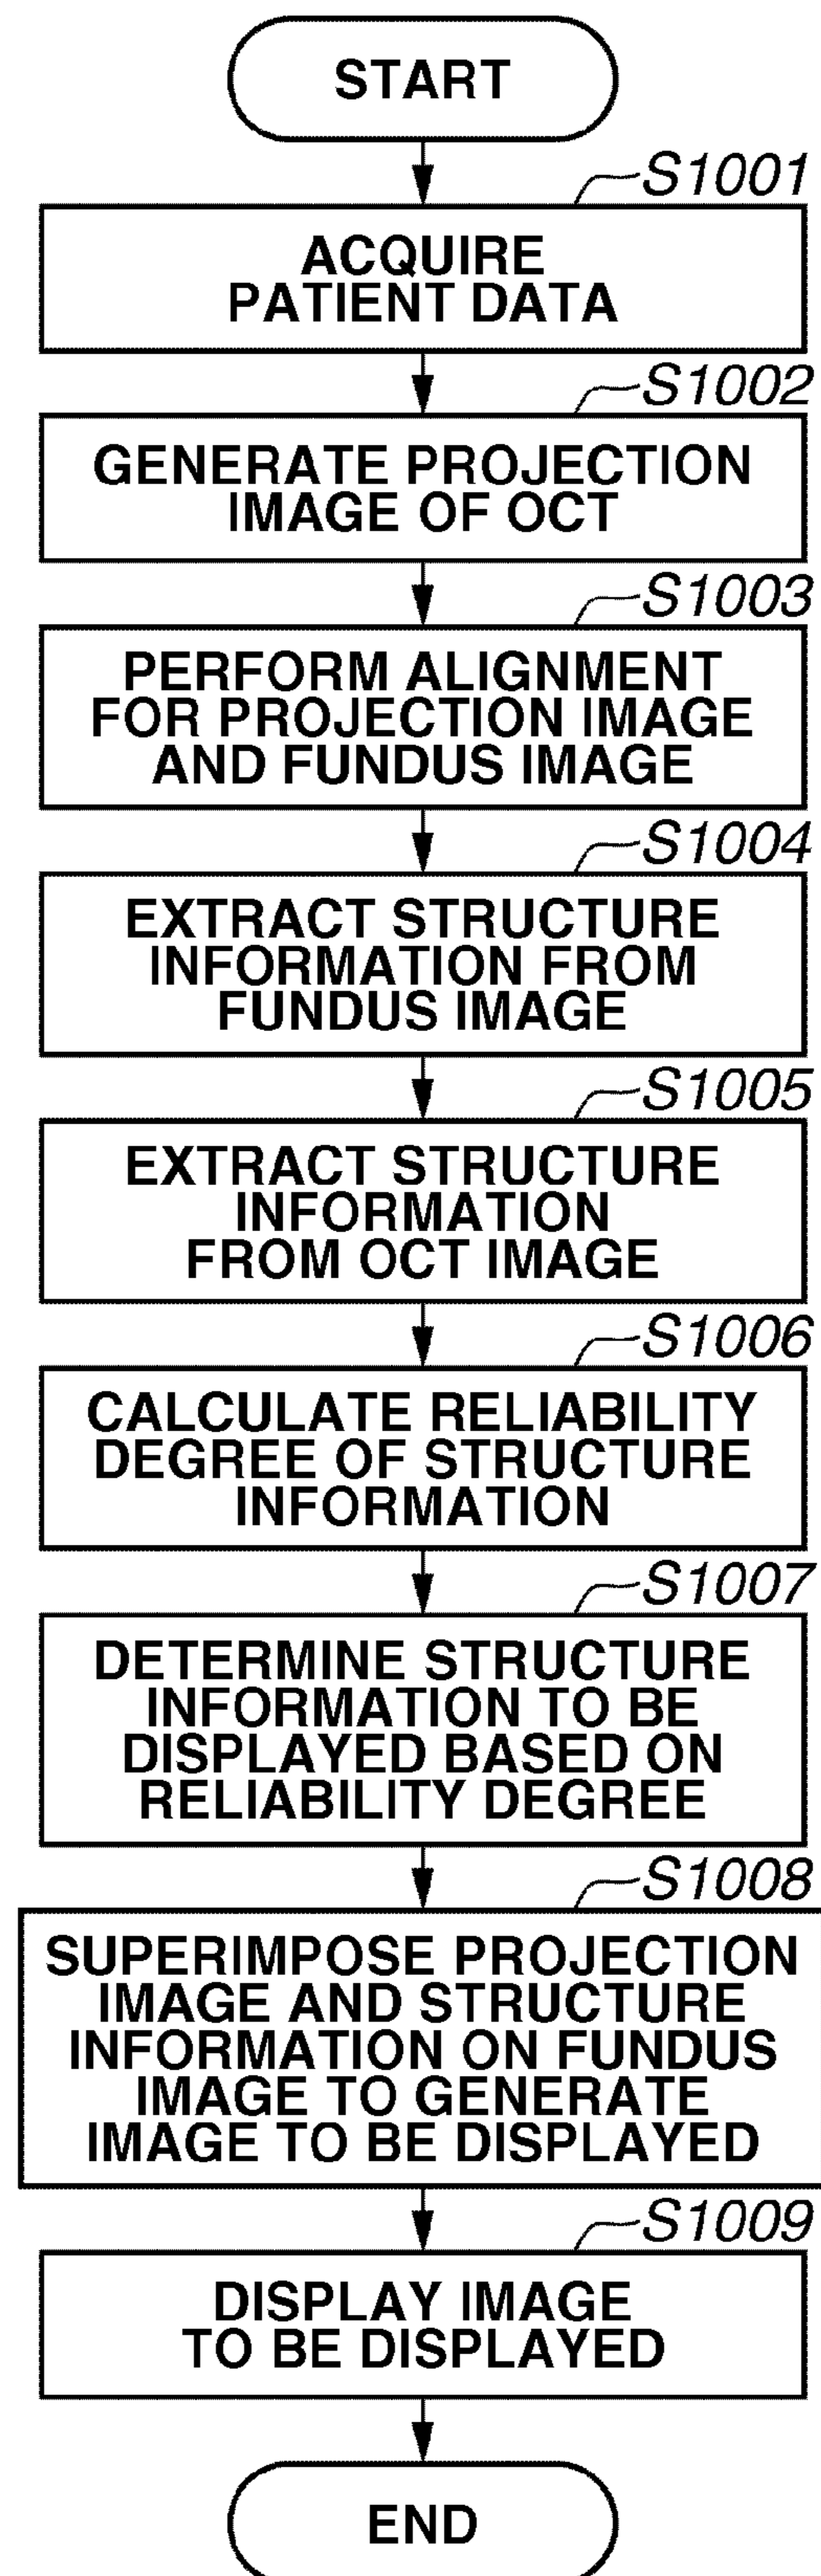 START
S1001
ACQUIRE
PATIENT DATA
S1002
GENERATE PROJECTION
IMAGE OF OCT
S1003
PERFORM ALIGNMENT
FOR PROJECTION IMAGE
AND FUNDUS IMAGE
S1004
EXTRACT STRUCTURE
INFORMATION FROM
FUNDUS IMAGE
S1005
EXTRACT STRUCTURE
INFORMATION
FROM OCT IMAGE
S1006
CALCULATE RELIABILITY
DEGREE OF STRUCTURE
INFORMATION
S1007
DETERMINE STRUCTURE
INFORMATION TO BE
DISPLAYED BASED ON
RELIABILITY DEGREE
S1008
SUPERIMPOSE PROJECTION
IMAGE AND STRUCTURE
INFORMATION ON FUNDUS
IMAGE TO GENERATE
IMAGE TO BE DISPLAYED
S1009
DISPLAY IMAGE
TO BE DISPLAYED
END